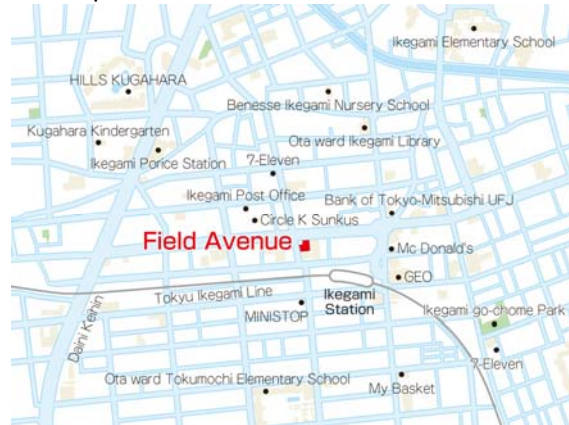 Ikegami Elementary School
HILLS KUGAHARA
Benesse Ikegami Nursery School
Kugahara Kindergarten
Ota ward Ikegami Library
Ikegami Porice Station
7-Eleven
Ikegami Post Office
Bank of Tokyo-Mitsubishi UFJ
Circle K Sunkus
Field Avenue
Mc Donald's
GEO
Tokyu Ikegami Line
Ikegami
Station
MINISTOP
Ikegami go-chome Park
Daini Keihin
7-Eleven
Ota ward Tokumochi Elementary School
My Basket